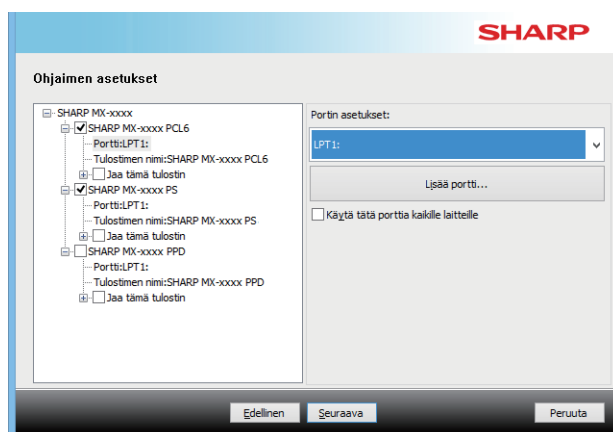 SHARP
Ohjaimen asetukset
SHARP MX-xxxx
SHARP MX-xxxx PCL6
Portti:LPT1:
Tulostimen nimi:SHARP MX-xxxx PCL6
Jaa tämä tulostin
SHARP MX-xxxx PS
Portti:LPT1:
Tulostimen nimi:SHARP MX-xxxx PS
Jaa tämä tulostin
SHARP MX-xxxx PPD
Portti:LPT1:
Tulostimen nimi:SHARP MX-xxxx PPD
Jaa tämä tulostin
Portin asetukset:
LPT1:
Lisää portti...
Käytä tätä porttia kaikille laitteille
Edellinen Seuraava Peruuta